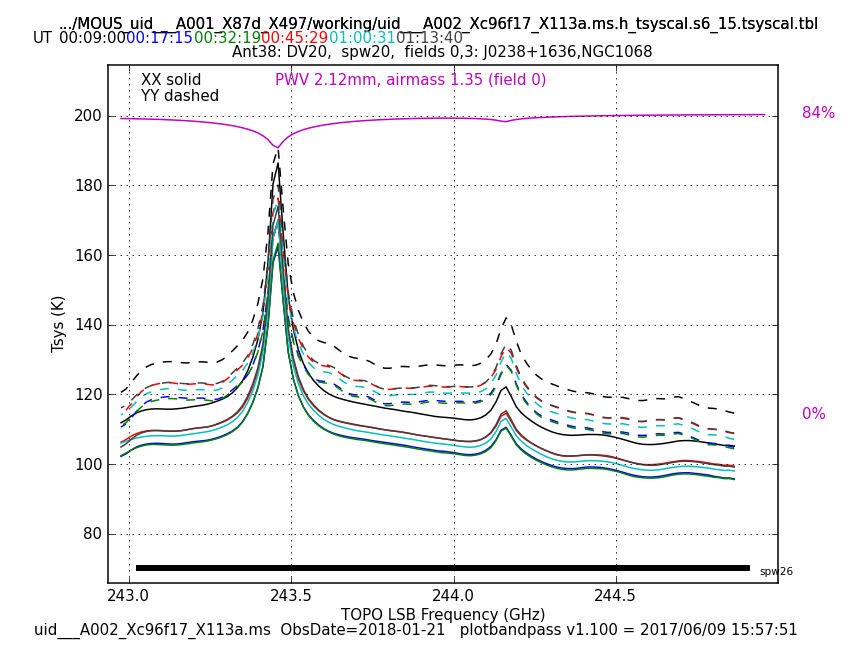 .../MOUS_uid___A001_X87d_X497/working/uid___A002_Xc96f17_X113a.ms.h_tsyscal.s6_15.tsyscal.tbl
UT 00:09:00 00:17:15 00:32:19 00:45:29 01:00:31 01:13:40
Ant38: DV20, spw20, fields 0,3: J0238+1636,NGC1068
XX solid PWV 2.12mm, airmass 1.35 (field 0)
YY dashed
200
84%
180
160
140
Tsys (K)
120
0%
100
80
spw26
243.0 243.5 244.0 244.5
TOPO LSB Frequency (GHz)
uid___A002_Xc96f17_X113a.ms ObsDate=2018-01-21 plotbandpass v1.100 = 2017/06/09 15:57:51